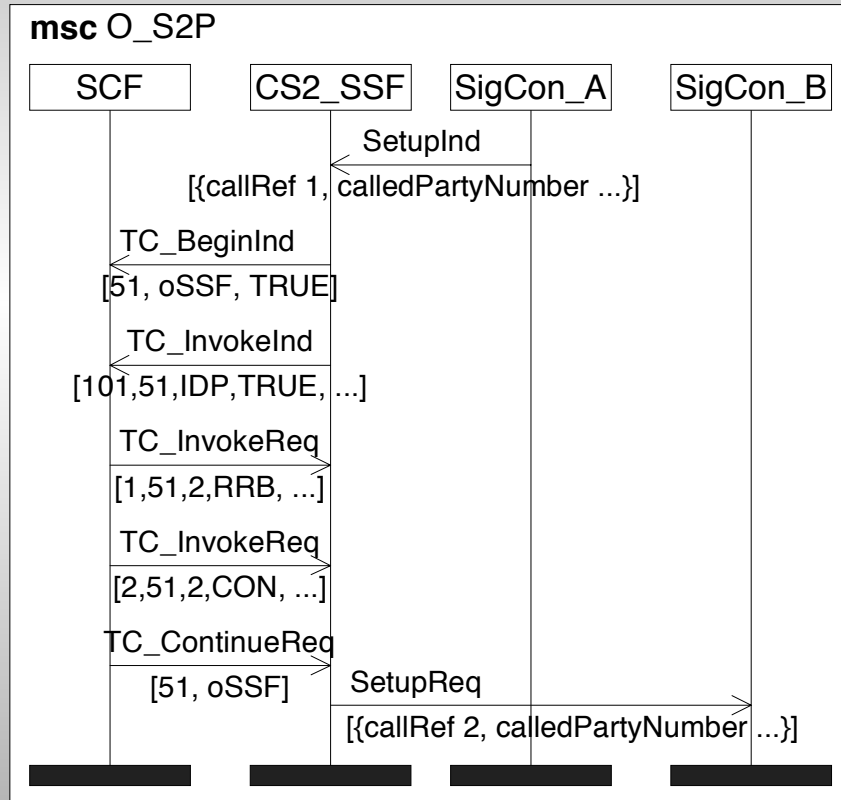 msc O_S2P
SCF CS2_SSF SigCon_A SigCon_B
SetupInd
[{callRef 1, calledPartyNumber ...}]
TC_BeginInd
[51, oSSF, TRUE]
TC_InvokeInd
[101,51,IDP,TRUE, ...]
TC_InvokeReq
[1,51,2,RRB, ...]
TC_InvokeReq
[2,51,2,CON, ...]
TC_ContinueReq
[51, oSSF]
SetupReq
[{callRef 2, calledPartyNumber ...}]